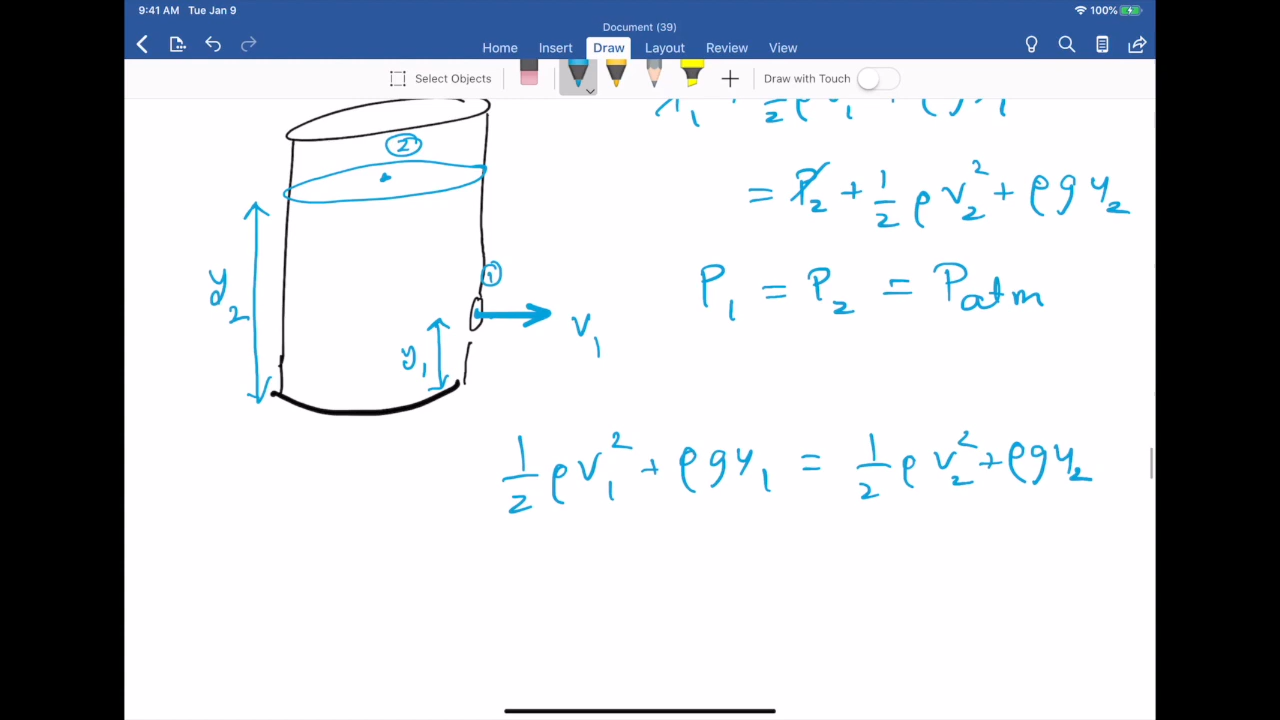 9:41 AM Tue Jan 9
100%
Document (39)
Home Insert Draw Layout Review View
Select Objects
Draw with Touch
= P₂ + 1/2 ρ v₂² + ρ g y₂
②
①
P₁ = P₂ = Patm
y₂
v₁
y₁
1/2 ρ v₁² + ρ g y₁ = 1/2 ρ v₂² + ρ g y₂